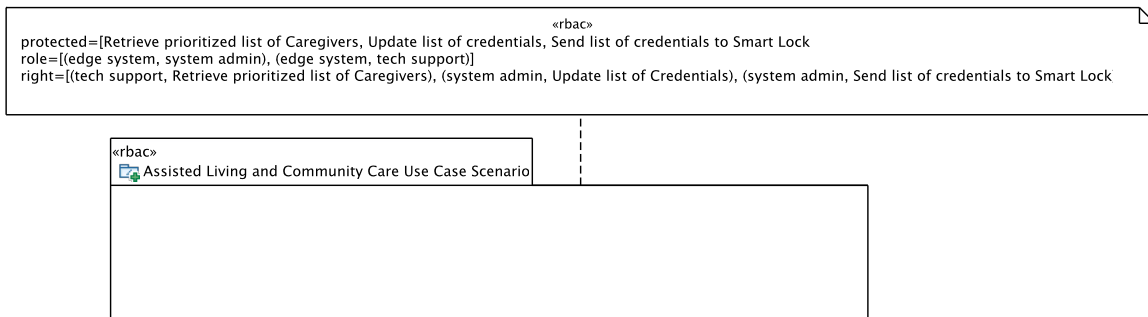 «rbac»
protected=[Retrieve prioritized list of Caregivers, Update list of credentials, Send list of credentials to Smart Lock
role=[(edge system, system admin), (edge system, tech support)]
right=[(tech support, Retrieve prioritized list of Caregivers), (system admin, Update list of Credentials), (system admin, Send list of credentials to Smart Lock
«rbac»
Assisted Living and Community Care Use Case Scenario